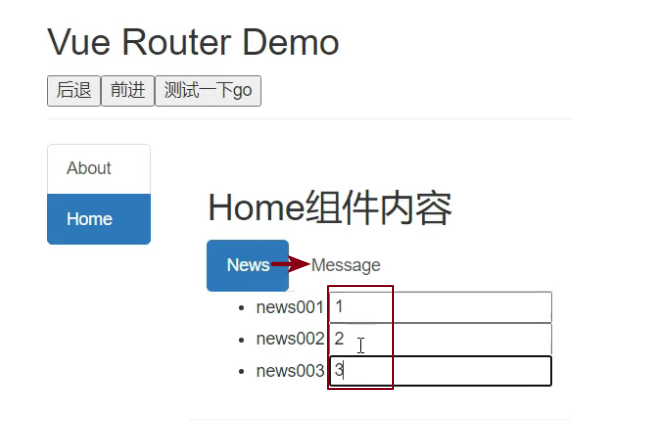 Vue Router Demo
后退 前进 测试一下go
About
Home
Home组件内容
News Message
news001 1
news002 2
news003 3